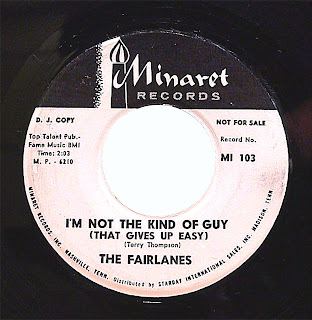 Minaret
RECORDS
D. J. COPY
NOT FOR SALE
Top Talent Pub.-
Fame Music BMI
Time: 2:03
M. P. - 6210
Record No.
MI 103
I'M NOT THE KIND OF GUY
(THAT GIVES UP EASY)
(Terry Thompson)
THE FAIRLANES
MINARET RECORDS, INC. NASHVILLE, TENN. Distributed by STARDAY INTERNATIONAL SALES, INC. MADISON, TENN.